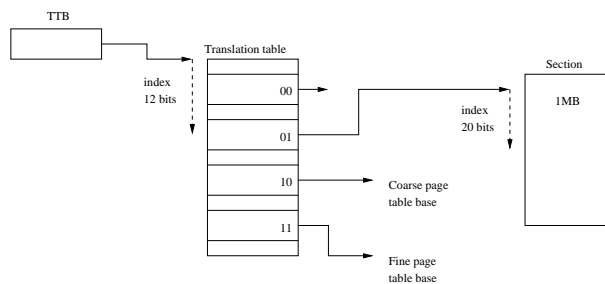 TTB
Translation table
Section
index
12 bits
00
1MB
index
20 bits
01
10
Coarse page
table base
11
Fine page
table base